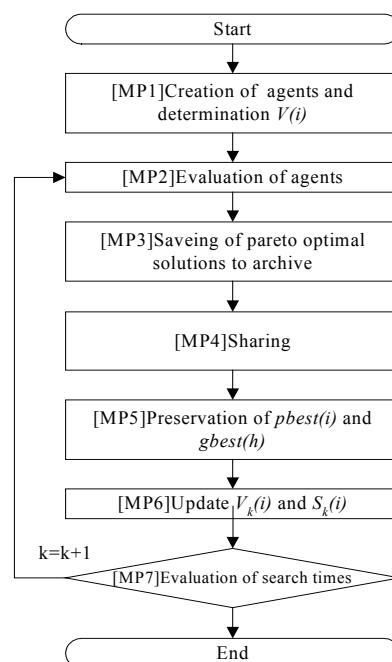 Start
[MP1]Creation of agents and
determination V(i)
[MP2]Evaluation of agents
[MP3]Saveing of pareto optimal
solutions to archive
[MP4]Sharing
[MP5]Preservation of pbest(i) and
gbest(h)
[MP6]Update Vk(i) and Sk(i)
k=k+1
[MP7]Evaluation of search times
End